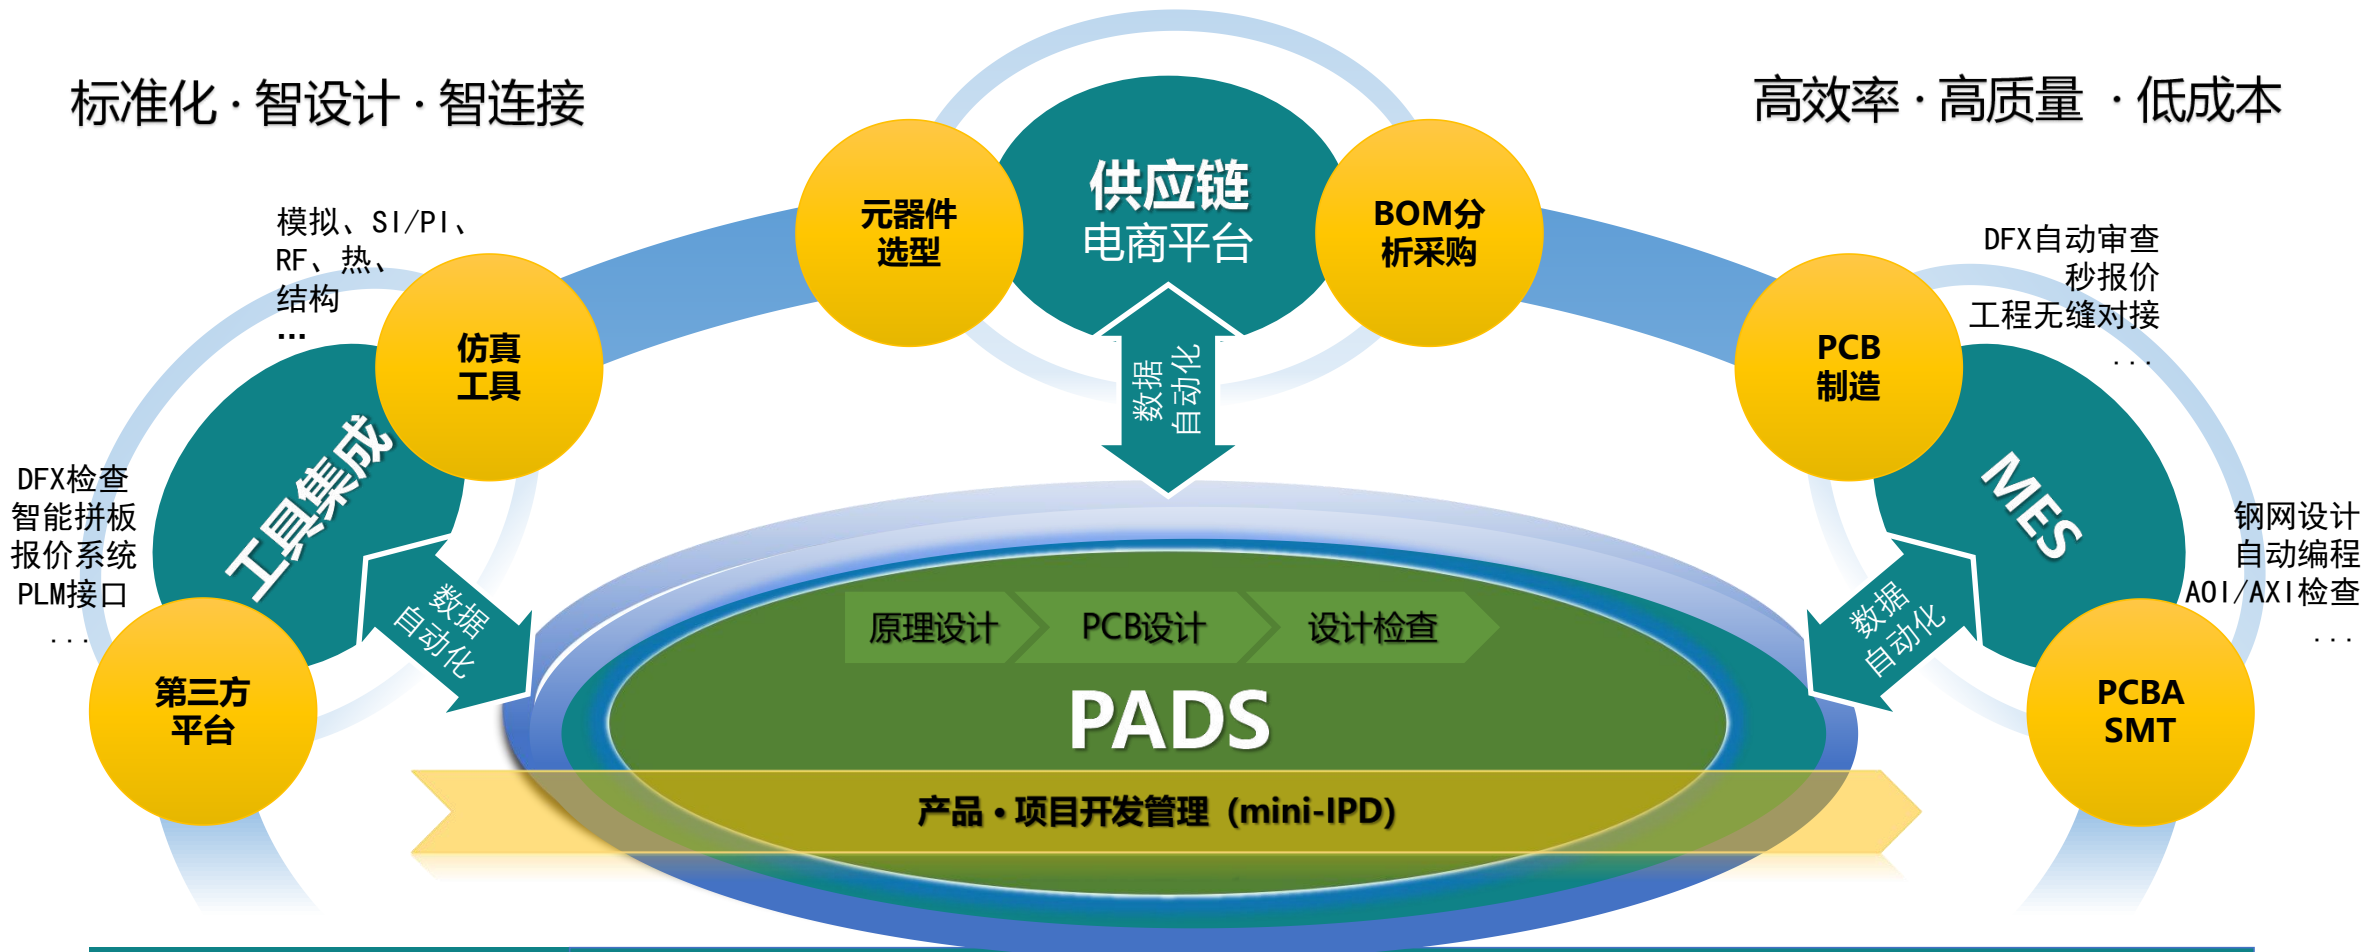 标准化 · 智设计 · 智连接
高效率 · 高质量 · 低成本
模拟、SI/PI、
RF、热、
结构
...
仿真
工具
工具集成
DFX检查
智能拼板
报价系统
PLM接口
...
第三方
平台
数据
自动化
元器件
选型
供应链
电商平台
BOM分
析采购
数据
自动化
DFX自动审查
秒报价
工程无缝对接
...
PCB
制造
MES
钢网设计
自动编程
AOI/AXI检查
...
PCBA
SMT
数据
自动化
原理设计
PCB设计
设计检查
PADS
产品 · 项目开发管理（mini-IPD）